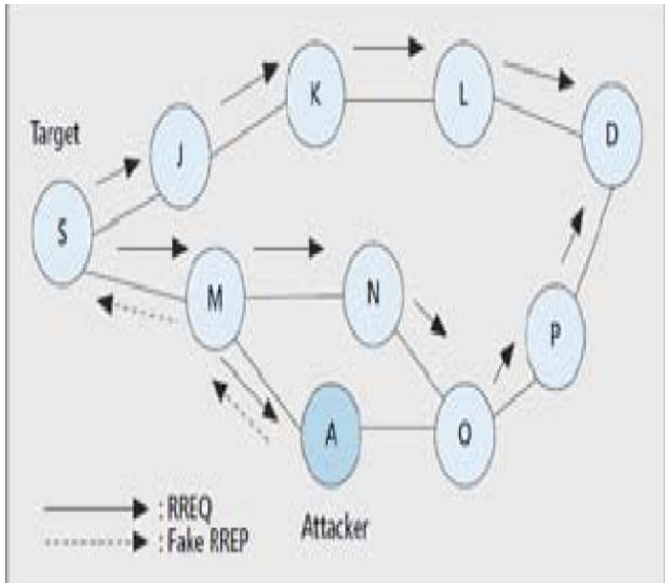 K
L
D
Target
J
S
M
N
P
A
O
: RREQ
: Fake RREP
Attacker